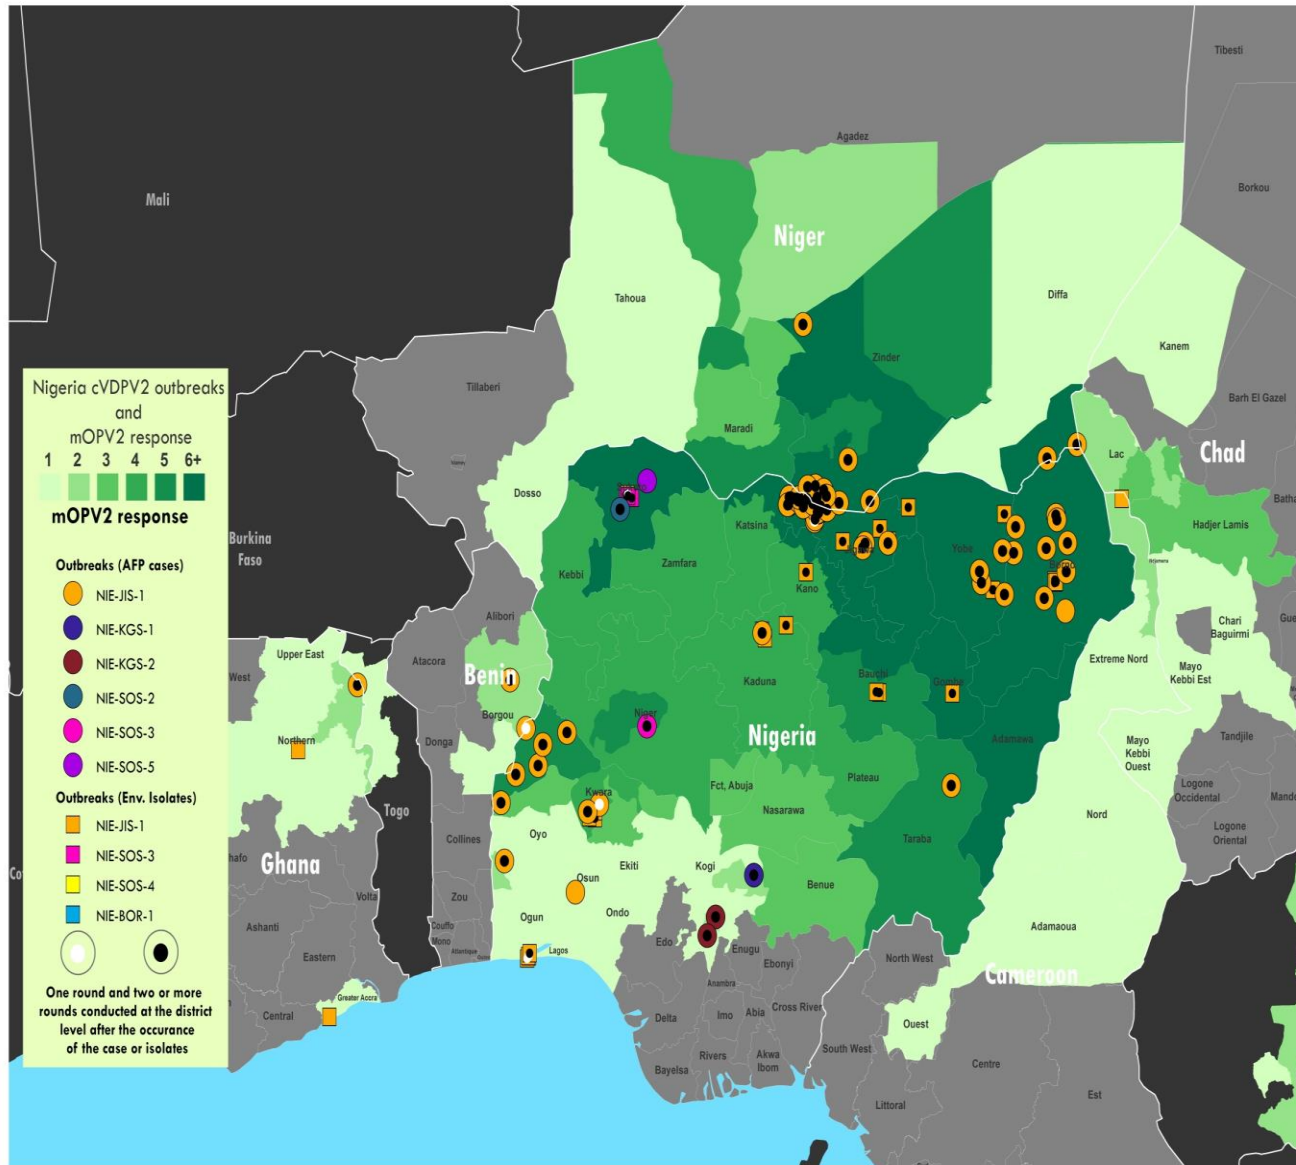 Tibesti
Agadez
Mali
Borkou
Niger
Tahoua
Diffa
Kanem
Zinder
Tillaberi
Barh El Gazel
Maradi
Chad
Lac
Nigeria cVDPV2 outbreaks
and
mOPV2 response
1 2 3 4 5 6+
mOPV2 response
Outbreaks (AFP cases)
NIE-JIS-1
NIE-KGS-1
NIE-KGS-2
NIE-SOS-2
NIE-SOS-3
NIE-SOS-5
Outbreaks (Env. Isolates)
NIE-JIS-1
NIE-SOS-3
NIE-SOS-4
NIE-BOR-1
One round and two or more
rounds conducted at the district
level after the occurance
of the case or isolates
Dosso
Katsina
Hadjer Lamis
Burkina
Faso
Zamfara
Kebbi
Yobe
Kano
Alibori
Chari
Baguirmi
Upper East
Atacora
Extreme Nord
Mayo
Kebbi Est
West
Benin
Kaduna
Bauchi
Gombe
Borgou
Niger
Northern
Donga
Nigeria
Adamawa
Mayo
Kebbi
Ouest
Tandjile
Plateau
Fct, Abuja
Kwara
Nasarawa
Logone
Occidental
Togo
Nord
Logone
Oriental
Oyo
Collines
Taraba
Ghana
Ekiti
Kogi
Osun
Benue
Zou
Volta
Ogun
Ondo
Couffo
Mono
Atlantique
Ashanti
Adamaoua
Edo
Enugu
Lagos
Eastern
Ebonyi
North West
Cameroon
Anambra
Greater Accra
Central
Delta
Imo
Abia
Cross River
Ouest
South West
Rivers
Akwa
Ibom
Bayelsa
Centre
Est
Littoral